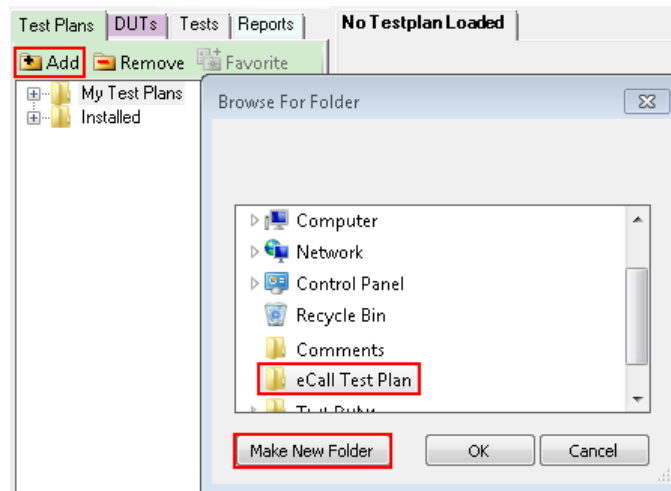 Test Plans DUTs Tests Reports No Testplan Loaded
Add Remove Favorite
My Test Plans
Installed
Browse For Folder
Computer
Network
Control Panel
Recycle Bin
Comments
eCall Test Plan
Make New Folder OK Cancel